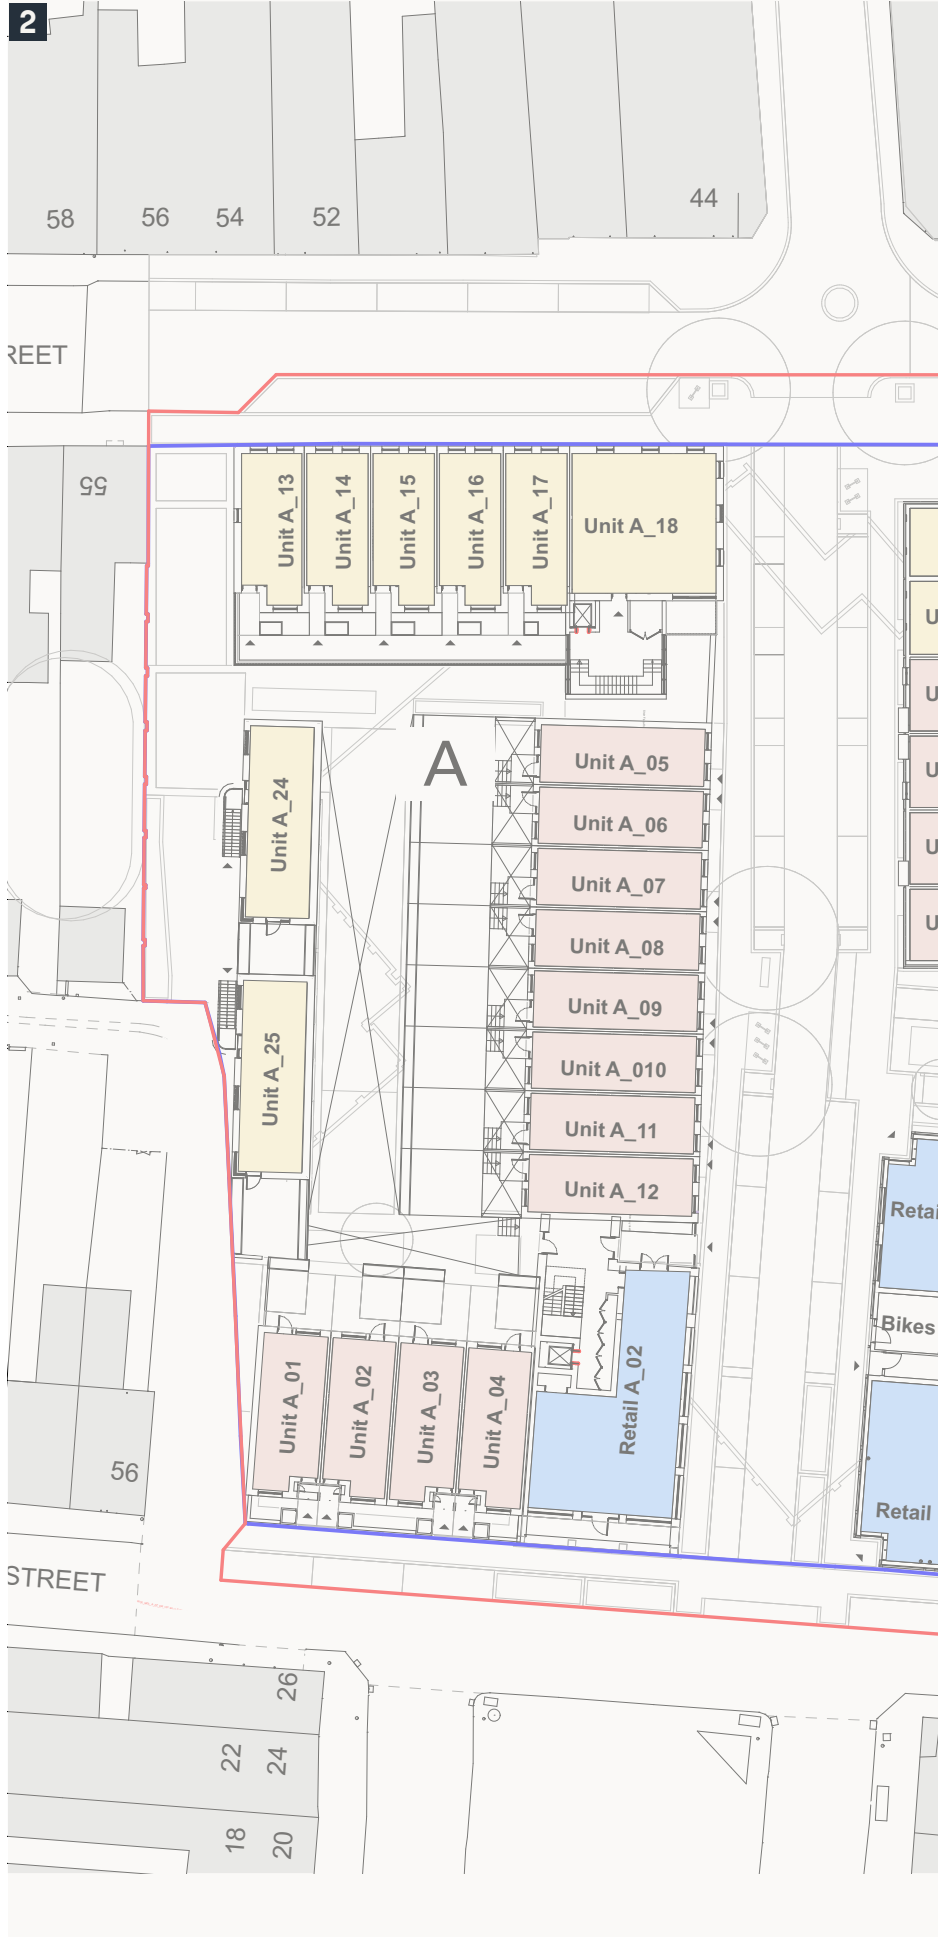 2
58
56
54
52
44
REET
55
Unit A_13
Unit A_14
Unit A_15
Unit A_16
Unit A_17
Unit A_18
U
U
U
U
U
A
Unit A_24
Unit A_05
Unit A_06
Unit A_07
Unit A_08
Unit A_09
Unit A_010
Unit A_11
Unit A_12
Unit A_25
Retai
Bikes
Unit A_01
Unit A_02
Unit A_03
Unit A_04
Retail A_02
56
Retail
STREET
26
22
24
18
20